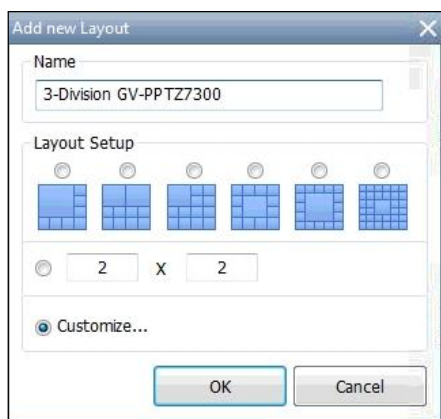 Add new Layout
Name
3-Division GV-PPTZ7300
Layout Setup
2 X 2
Customize...
OK Cancel